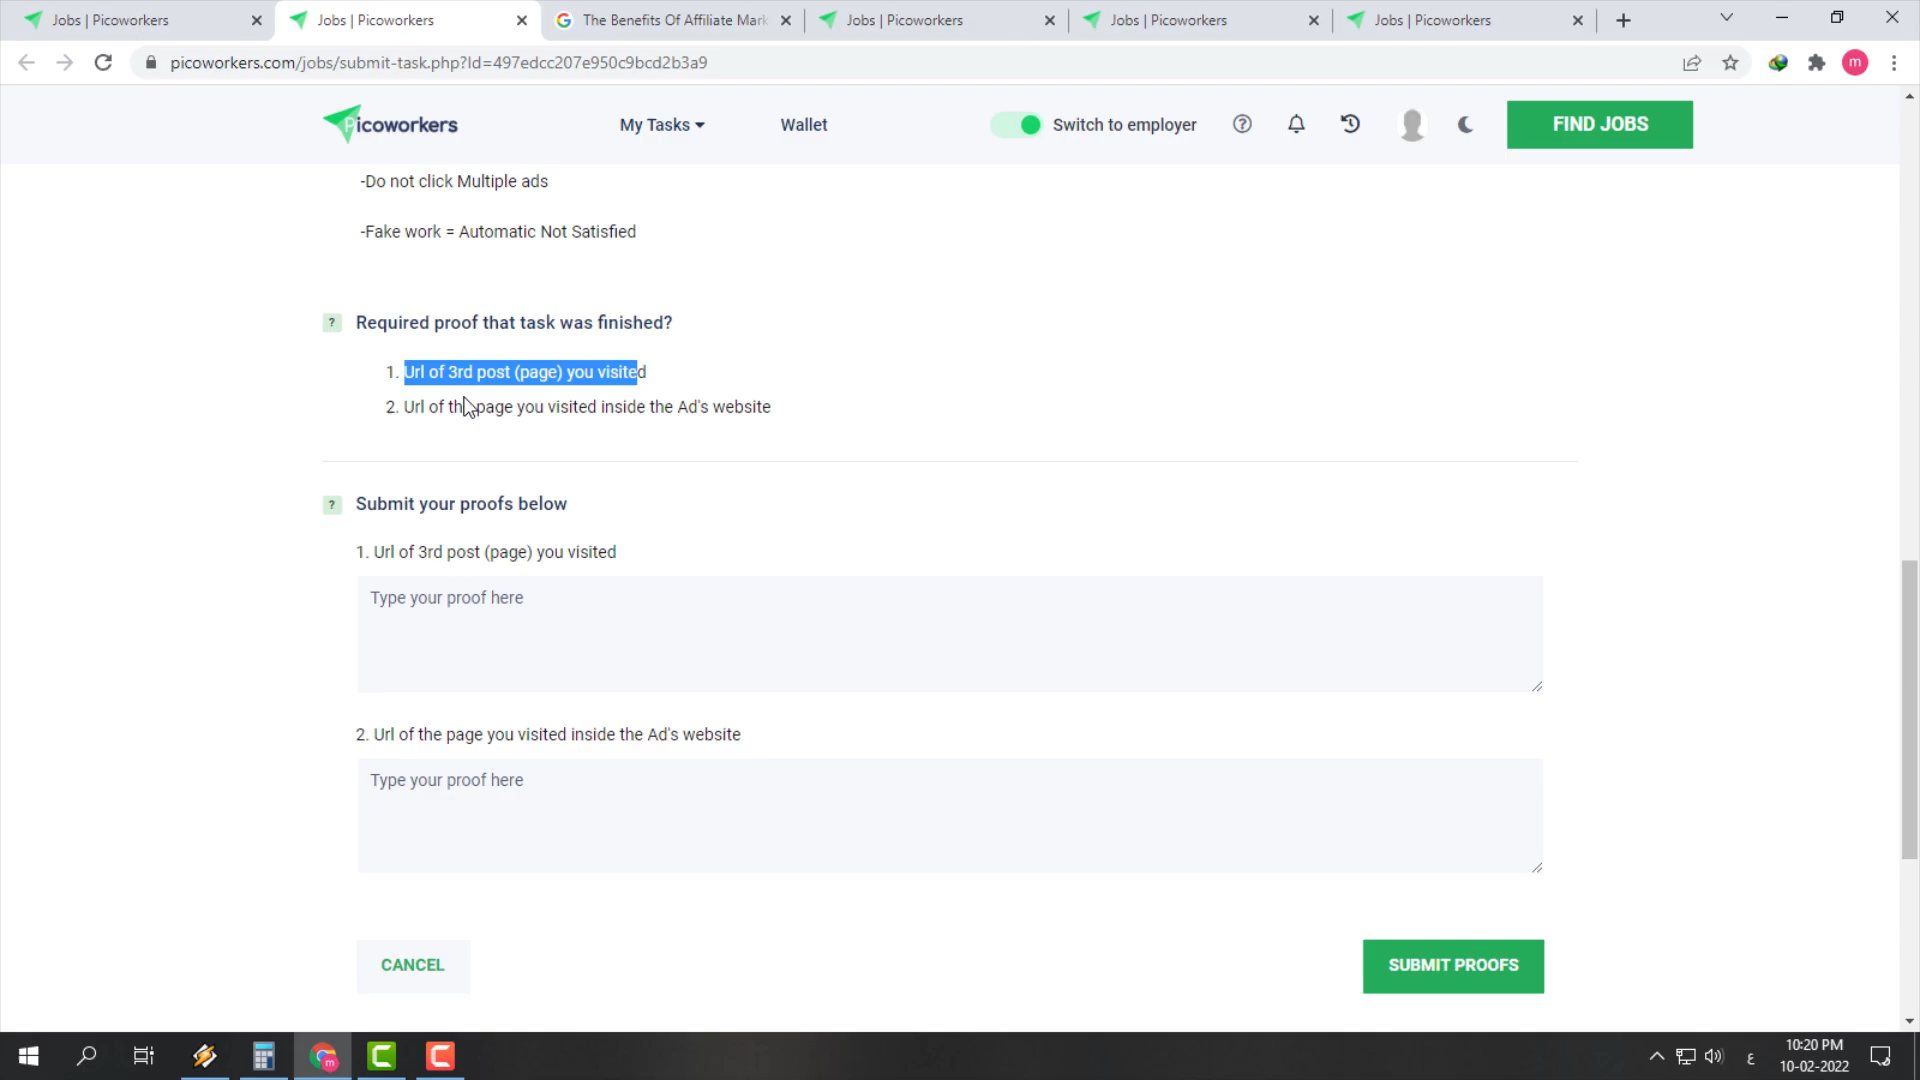 Jobs | Picoworkers
Jobs | Picoworkers
The Benefits Of Affiliate Mark
Jobs | Picoworkers
Jobs | Picoworkers
Jobs | Picoworkers
picoworkers.com/jobs/submit-task.php?Id=497edcc207e950c9bcd2b3a9
m
Picoworkers
My Tasks
Wallet
Switch to employer
FIND JOBS
-Do not click Multiple ads
-Fake work = Automatic Not Satisfied
? Required proof that task was finished?
1. Url of 3rd post (page) you visited
2. Url of the page you visited inside the Ad's website
? Submit your proofs below
1. Url of 3rd post (page) you visited
Type your proof here
2. Url of the page you visited inside the Ad's website
Type your proof here
CANCEL
SUBMIT PROOFS
ع
10:20 PM
10-02-2022